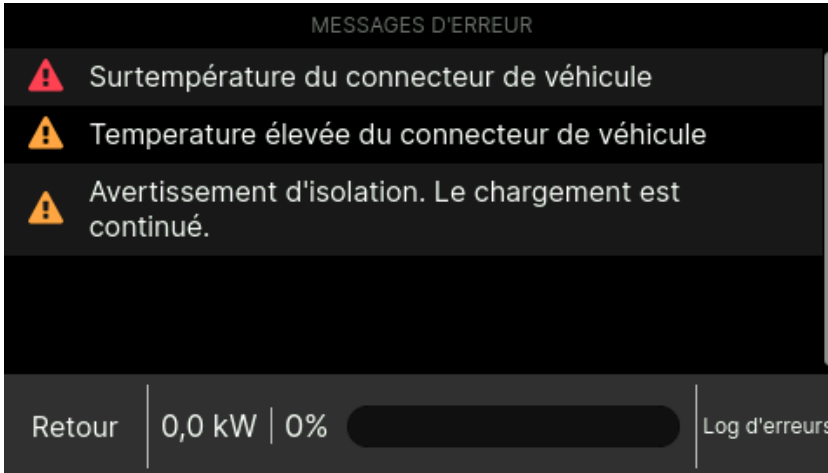 MESSAGES D'ERREUR
Surtempérature du connecteur de véhicule
Temperature élevée du connecteur de véhicule
Avertissement d'isolation. Le chargement est
continué.
Retour
0,0 kW
0%
Log d'erreurs